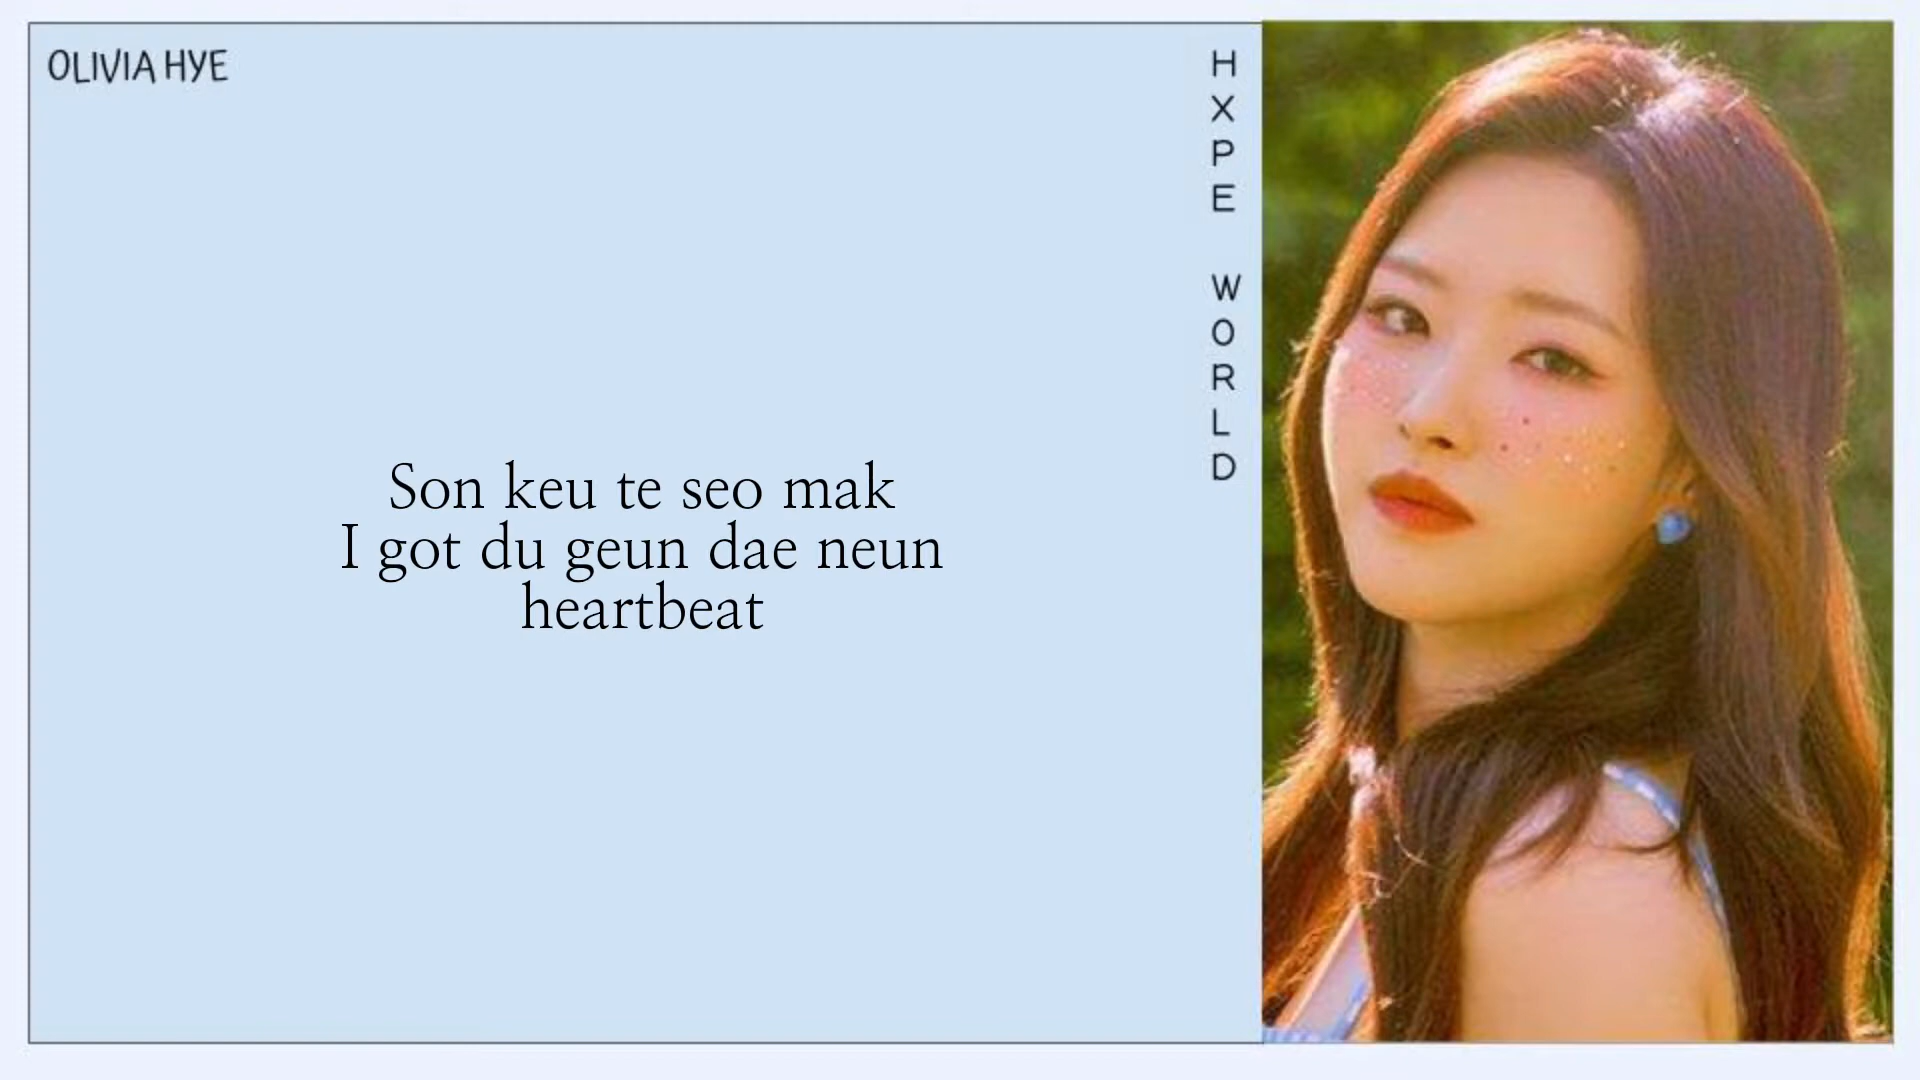 OLIVIA HYE
HXPE WORLD
Son keu te seo mak
I got du geun dae neun
heartbeat